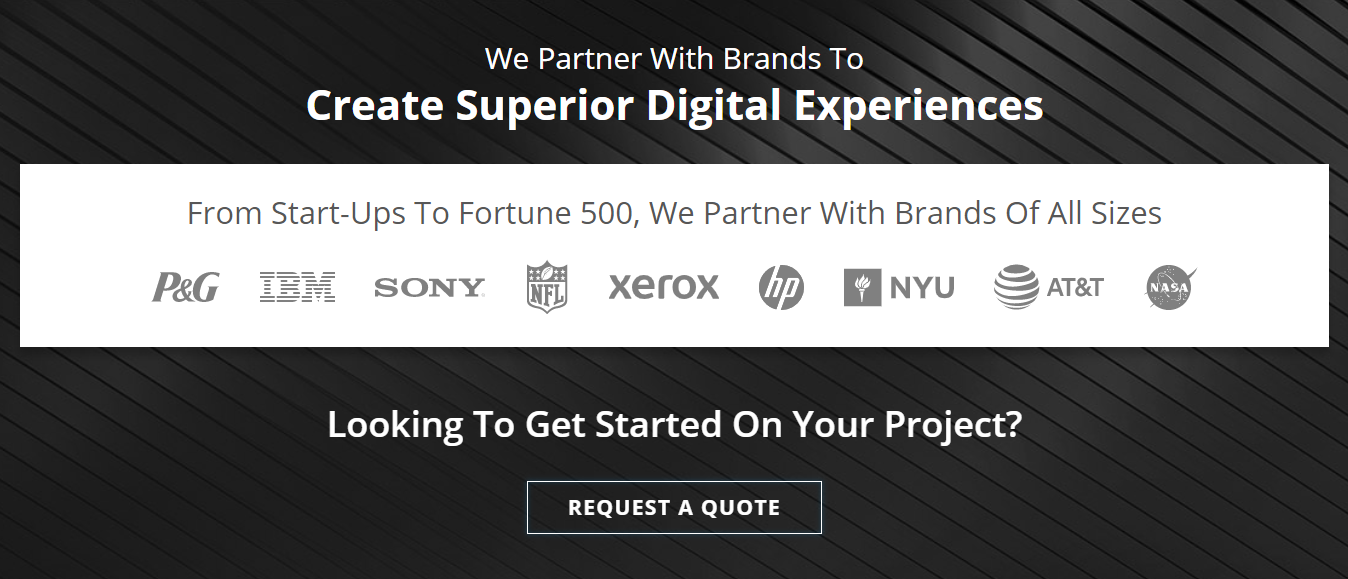 We Partner With Brands To
Create Superior Digital Experiences
From Start-Ups To Fortune 500, We Partner With Brands Of All Sizes
P&G IBM SONY NFL xerox hp NYU AT&T NASA
Looking To Get Started On Your Project?
REQUEST A QUOTE